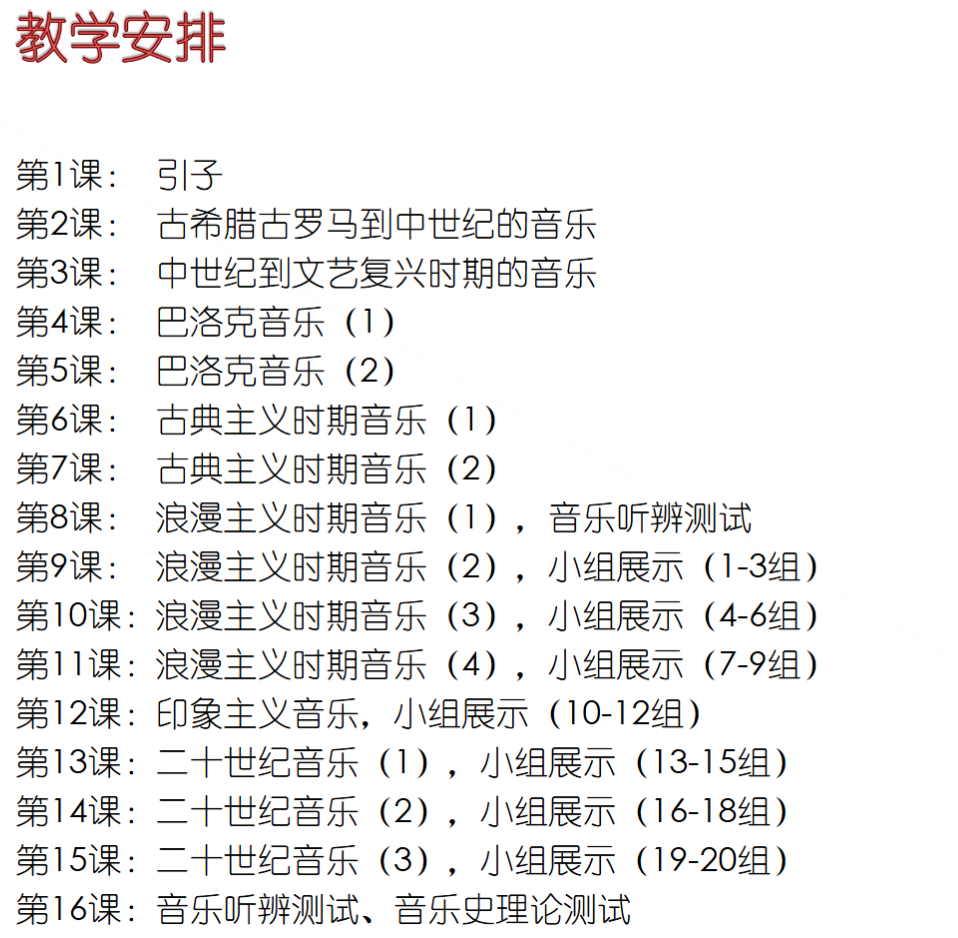 教学安排
第1课： 引子
第2课： 古希腊古罗马到中世纪的音乐
第3课： 中世纪到文艺复兴时期的音乐
第4课： 巴洛克音乐（1）
第5课： 巴洛克音乐（2）
第6课： 古典主义时期音乐（1）
第7课： 古典主义时期音乐（2）
第8课： 浪漫主义时期音乐（1），音乐听辨测试
第9课： 浪漫主义时期音乐（2），小组展示（1-3组）
第10课：浪漫主义时期音乐（3），小组展示（4-6组）
第11课：浪漫主义时期音乐（4），小组展示（7-9组）
第12课：印象主义音乐，小组展示（10-12组）
第13课：二十世纪音乐（1），小组展示（13-15组）
第14课：二十世纪音乐（2），小组展示（16-18组）
第15课：二十世纪音乐（3），小组展示（19-20组）
第16课：音乐听辨测试、音乐史理论测试